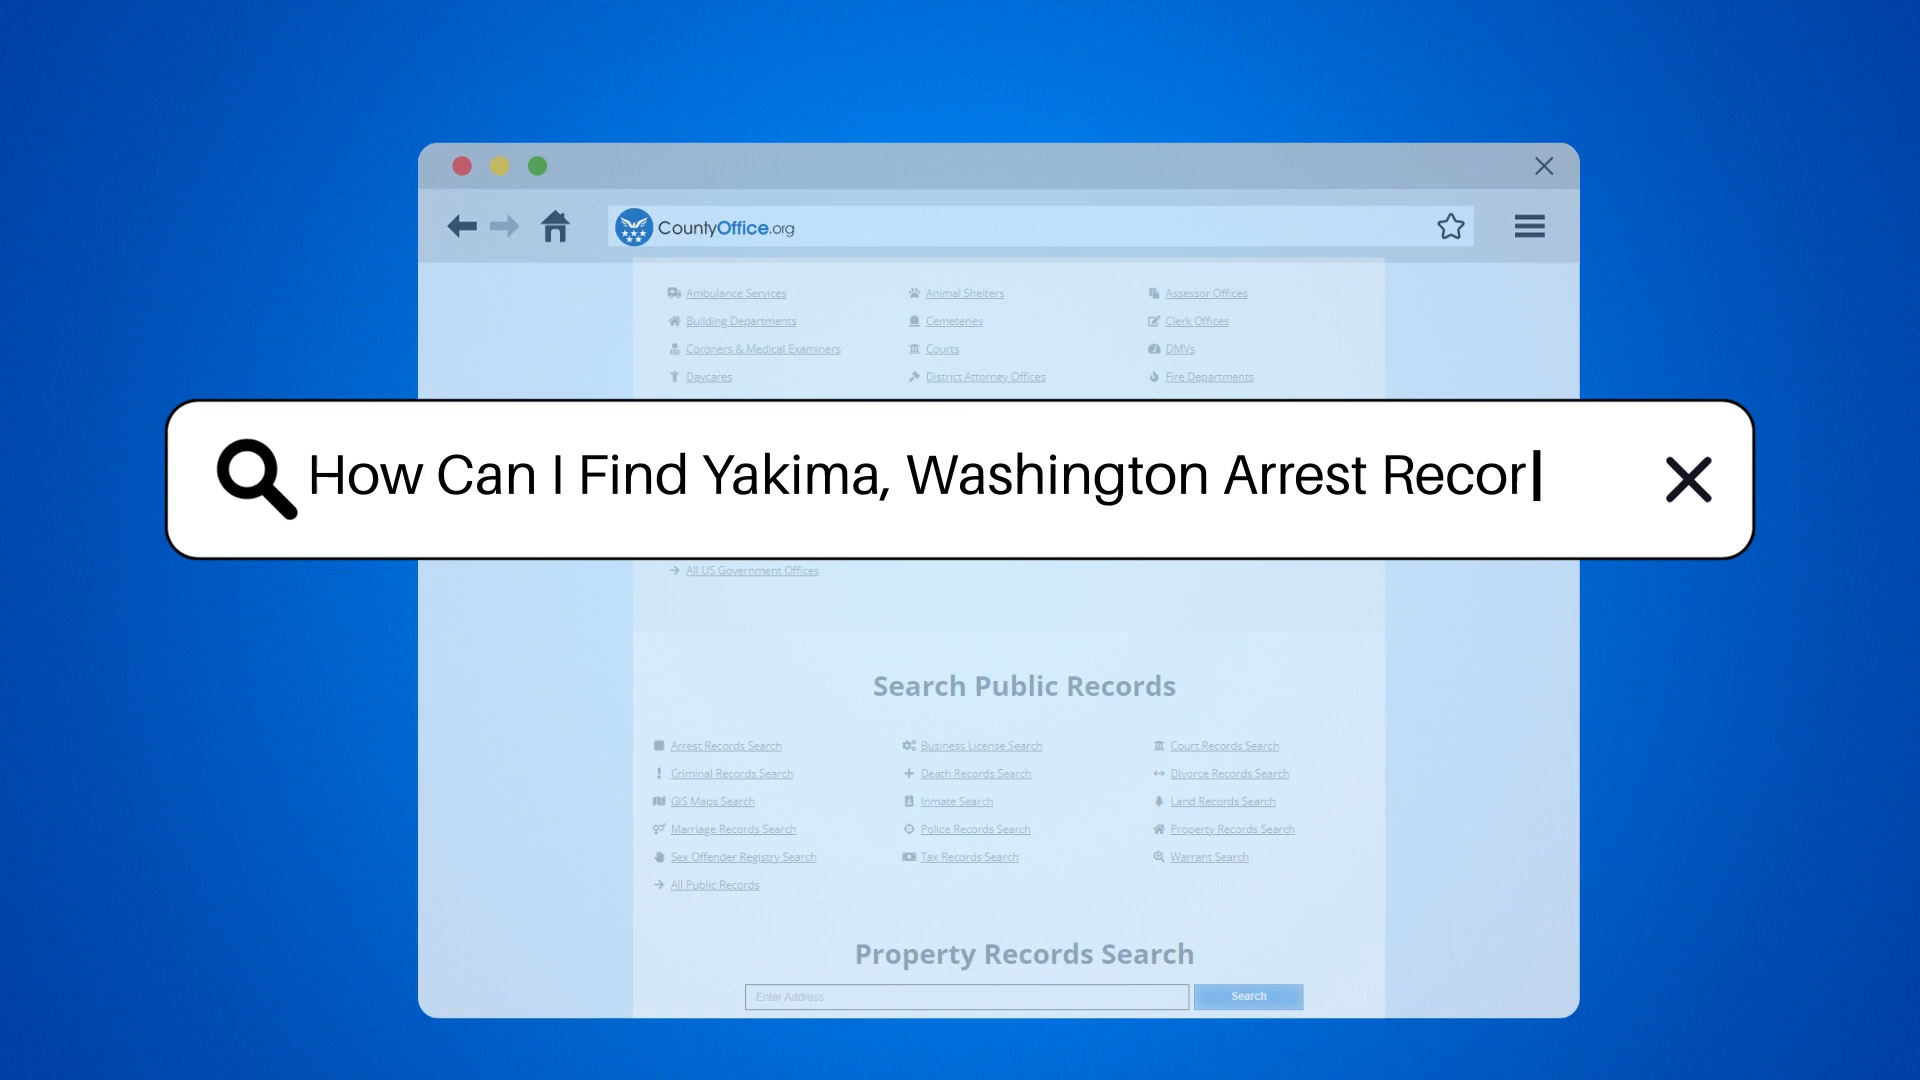 CountyOffice.org
Ambulance Services Animal Shelters Assessor Offices
Building Departments Cemeteries Clerk Offices
Coroners & Medical Examiners Courts DMVs
Daycares District Attorney Offices Fire Departments
How Can I Find Yakima, Washington Arrest Recor
All US Government Offices
Search Public Records
Arrest Records Search Business License Search Court Records Search
Criminal Records Search Death Records Search Divorce Records Search
GIS Maps Search Inmate Search Land Records Search
Marriage Records Search Police Records Search Property Records Search
Sex Offender Registry Search Tax Records Search Warrant Search
All Public Records
Property Records Search
Enter Address Search